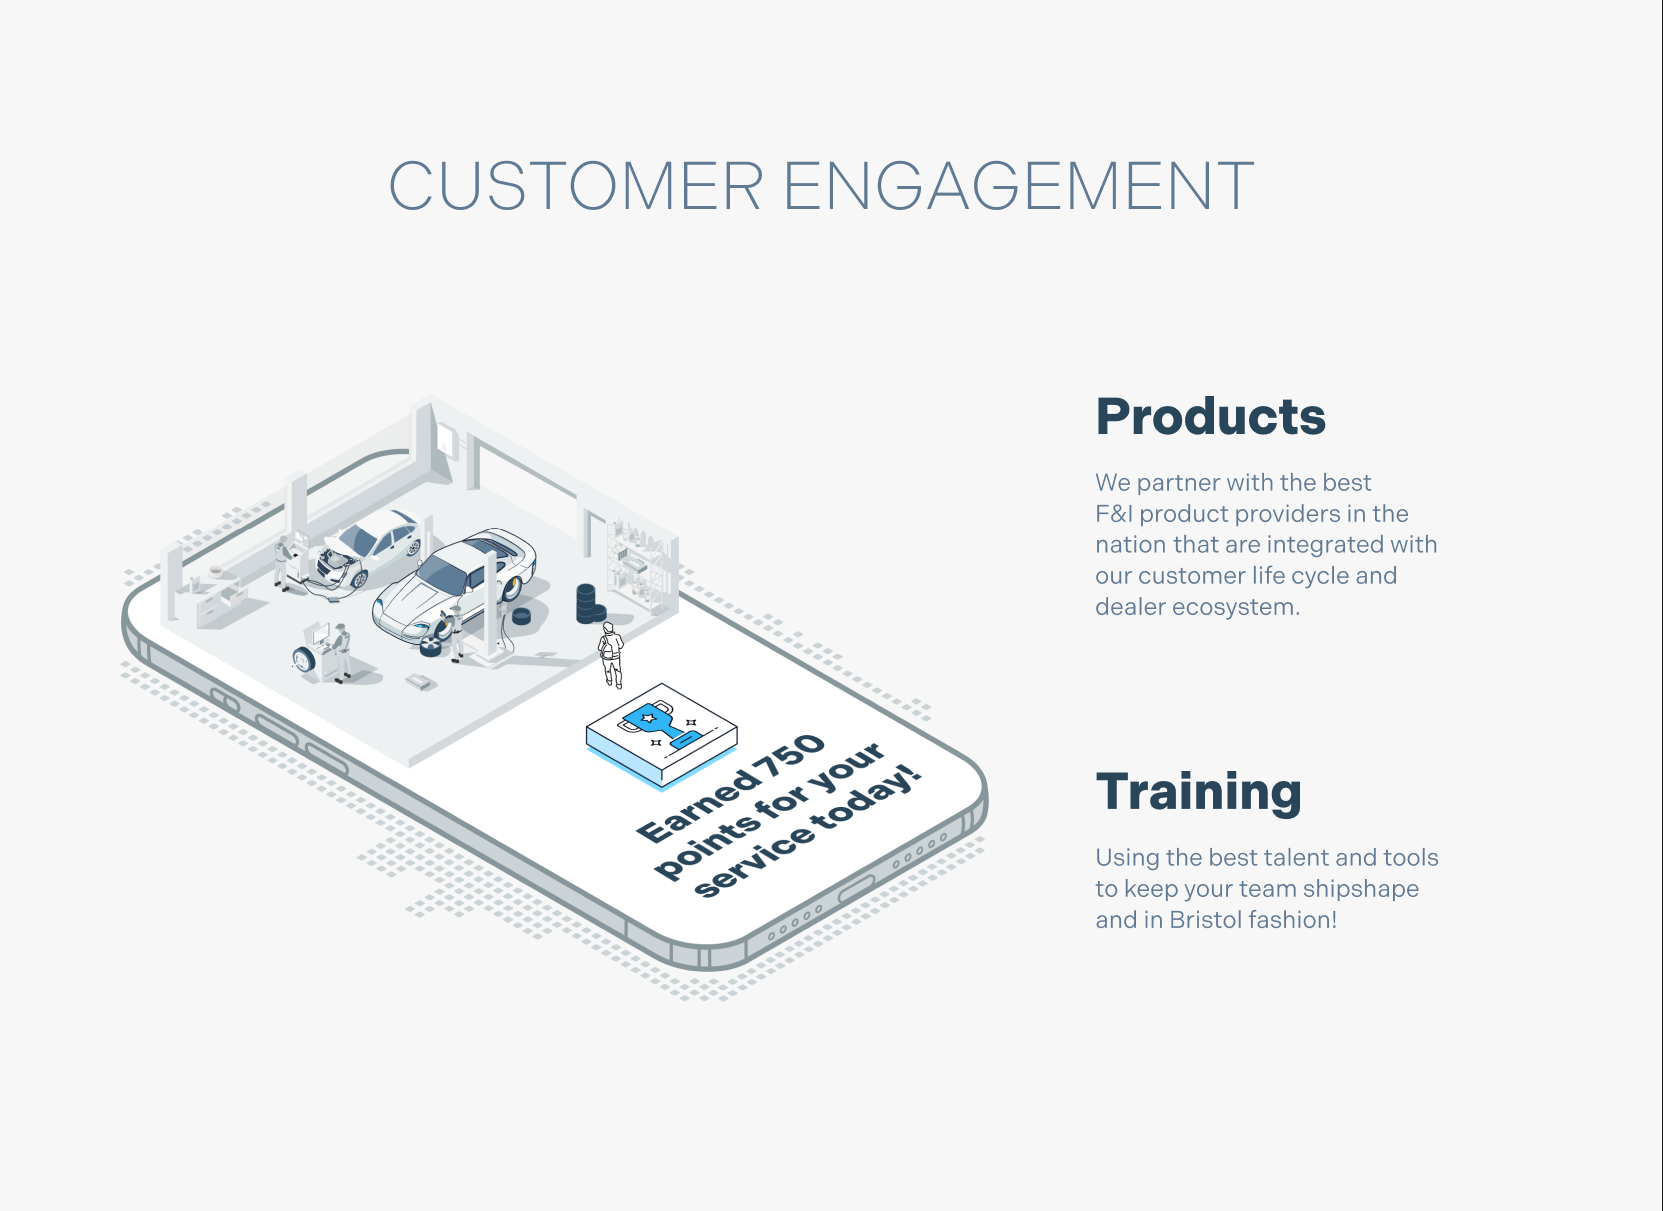 CUSTOMER ENGAGEMENT
Earned 750
points for your
service today!
Products
We partner with the best
F&I product providers in the
nation that are integrated with
our customer life cycle and
dealer ecosystem.
Training
Using the best talent and tools
to keep your team shipshape
and in Bristol fashion!